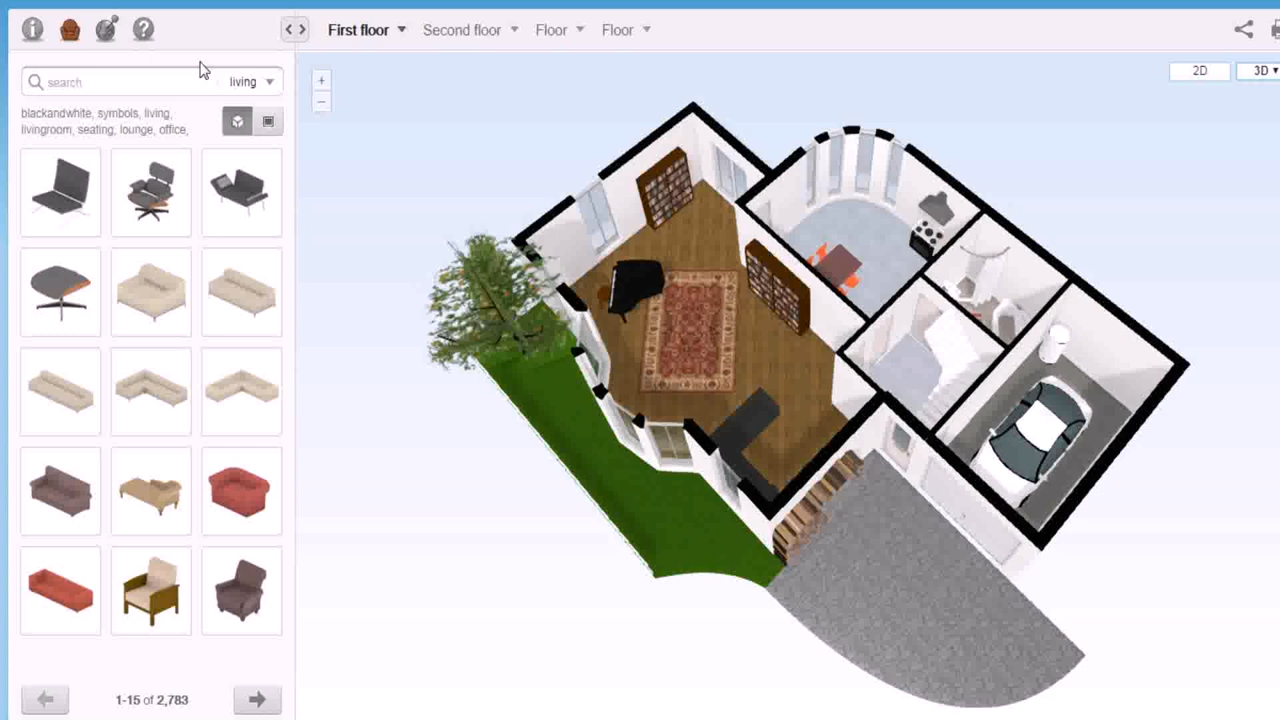 First floor
Second floor
Floor
Floor
search
living
2D
3D
blackandwhite, symbols, living,
livingroom, seating, lounge, office,
1-15 of 2,783